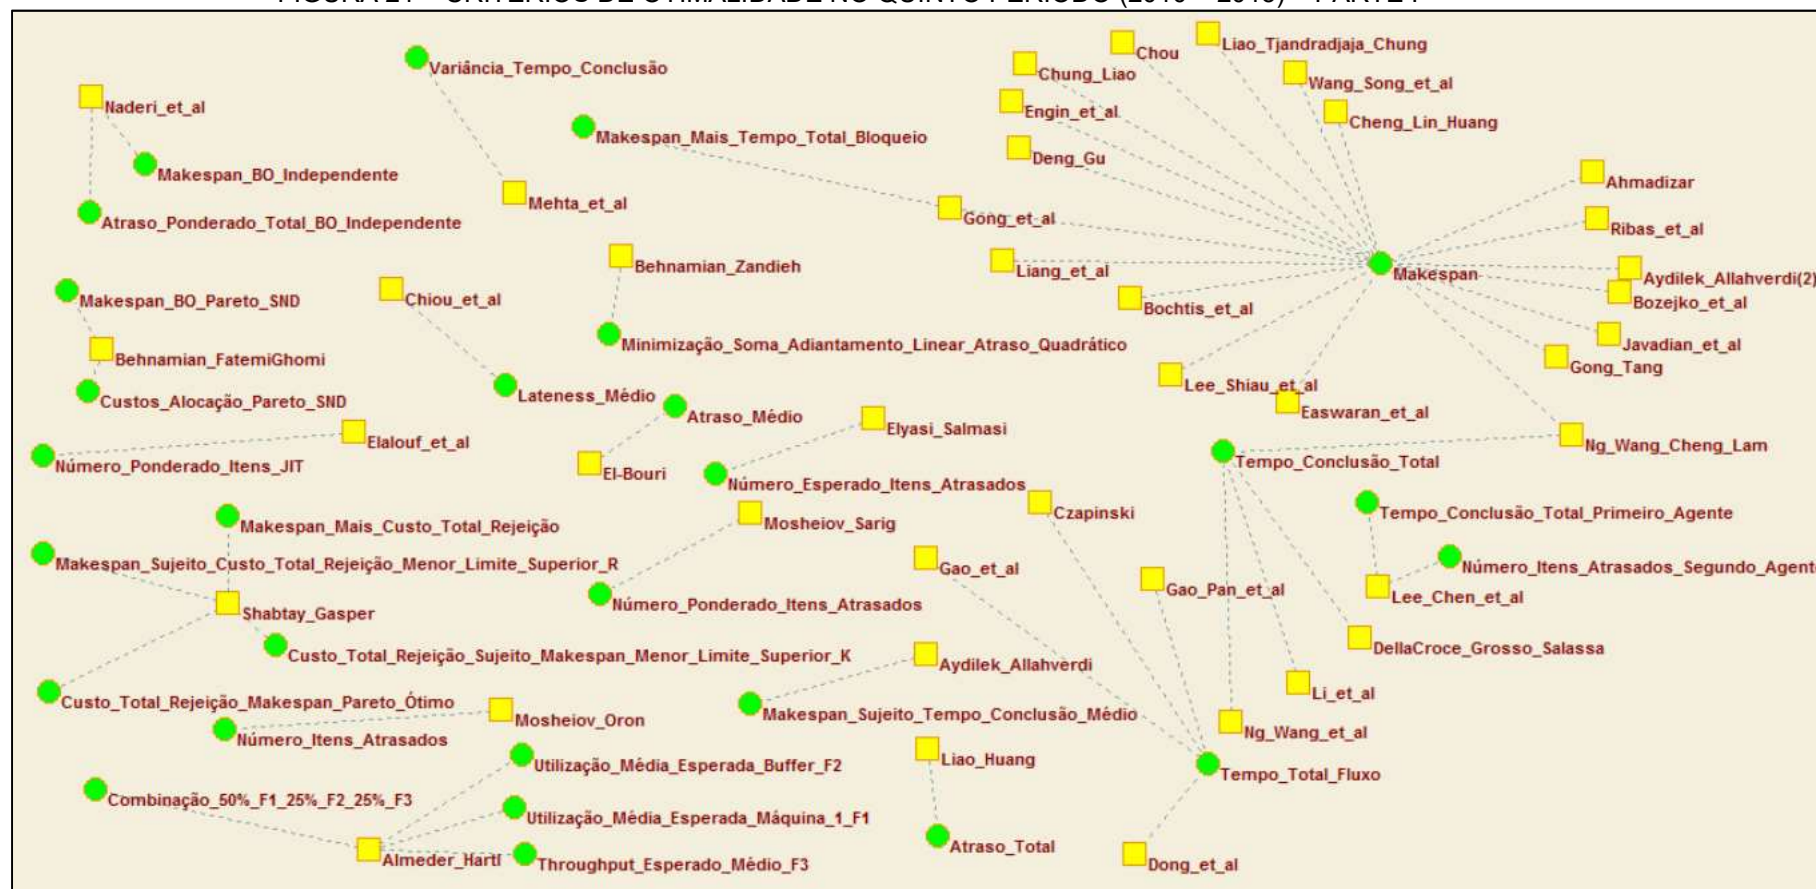 Chou
Liao_Tjandradjaja_Chung
Variância_Tempo_Conclusão
Chung_Liao
Wang_Song_et_al
Naderi_et_al
Engin_et_al
Cheng_Lin_Huang
Makespan_Mais_Tempo_Total_Bloqueio
Deng_Gu
Makespan_BO_Independente
Ahmadizar
Mehta_et_al
Gong_et_al
Atraso_Ponderado_Total_BO_Independente
Ribas_et_al
Behnamian_Zandieh
Liang_et_al
Makespan
Aydilek_Allahverdi(2)
Makespan_BO_Pareto_SND
Chiou_et_al
Bochtis_et_al
Bozejko_et_al
Minimização_Soma_Adiantamento_Linear_Atraso_Quadrático
Javadian_et_al
Behnamian_FatemiGhomi
Gong_Tang
Lee_Shiau_et_al
Custos_Alocação_Pareto_SND
Lateness_Médio
Atraso_Médio
Easwaran_et_al
Elyasi_Salmasi
Elalouf_et_al
Ng_Wang_Cheng_Lam
Número_Ponderado_Itens_JIT
Tempo_Conclusão_Total
El-Bouri
Número_Esperado_Itens_Atrasados
Czapinski
Tempo_Conclusão_Total_Primeiro_Agente
Makespan_Mais_Custo_Total_Rejeição
Mosheiov_Sarig
Makespan_Sujeito_Custo_Total_Rejeição_Menor_Limite_Superior_R
Gao_et_al
Número_Itens_Atrasados_Segundo_Agente
Gao_Pan_et_al
Lee_Chen_et_al
Número_Ponderado_Itens_Atrasados
Shabtay_Gasper
DellaCroce_Grosso_Salassa
Custo_Total_Rejeição_Sujeito_Makespan_Menor_Limite_Superior_K
Aydilek_Allahverdi
Li_et_al
Custo_Total_Rejeição_Makespan_Pareto_Ótimo
Makespan_Sujeito_Tempo_Conclusão_Médio
Mosheiov_Oron
Ng_Wang_et_al
Número_Itens_Atrasados
Liao_Huang
Utilização_Média_Esperada_Buffer_F2
Tempo_Total_Fluxo
Combinação_50%_F1_25%_F2_25%_F3
Utilização_Média_Esperada_Máquina_1_F1
Atraso_Total
Almeder_Hartl
Throughput_Esperado_Médio_F3
Dong_et_al